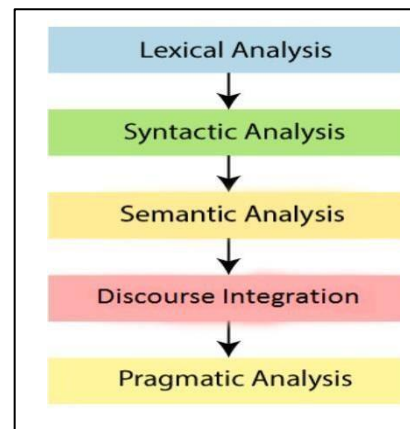 Lexical Analysis
Syntactic Analysis
Semantic Analysis
Discourse Integration
Pragmatic Analysis